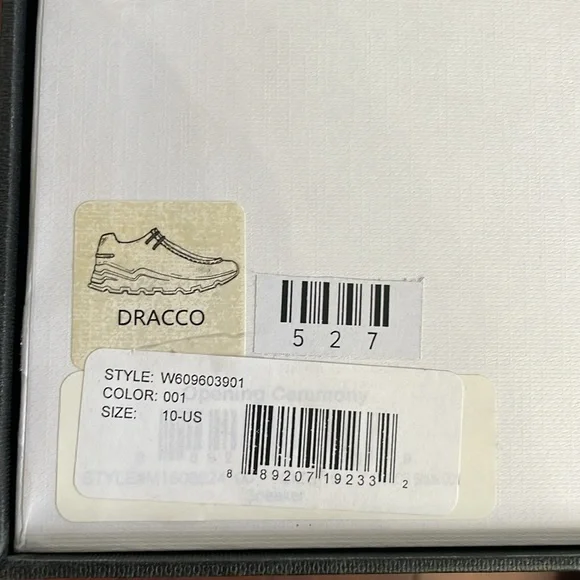 DRACCO
5 2 7
STYLE: W609603901
COLOR: 001
SIZE: 10-US
Opening Ceremony
8 89207 19233 2
Sneaker